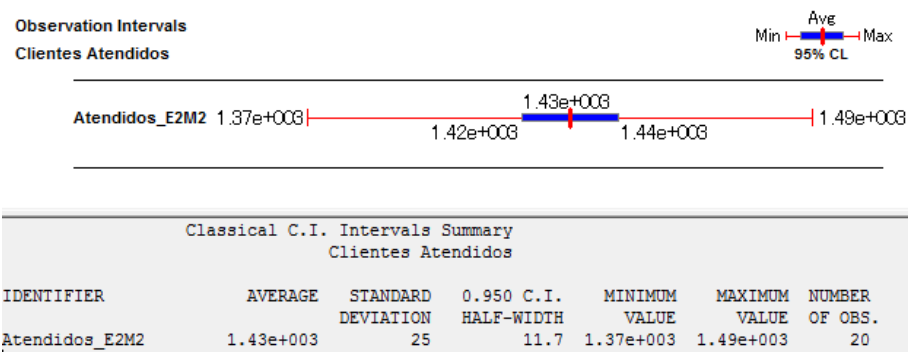 Observation Intervals
Clientes Atendidos
Avg
Min Max
95% CL
1.43e+003
Atendidos_E2M2 1.37e+003 1.49e+003
1.42e+003 1.44e+003
Classical C.I. Intervals Summary
Clientes Atendidos
IDENTIFIER AVERAGE STANDARD 0.950 C.I. MINIMUM MAXIMUM NUMBER
DEVIATION HALF-WIDTH VALUE VALUE OF OBS.
Atendidos_E2M2 1.43e+003 25 11.7 1.37e+003 1.49e+003 20